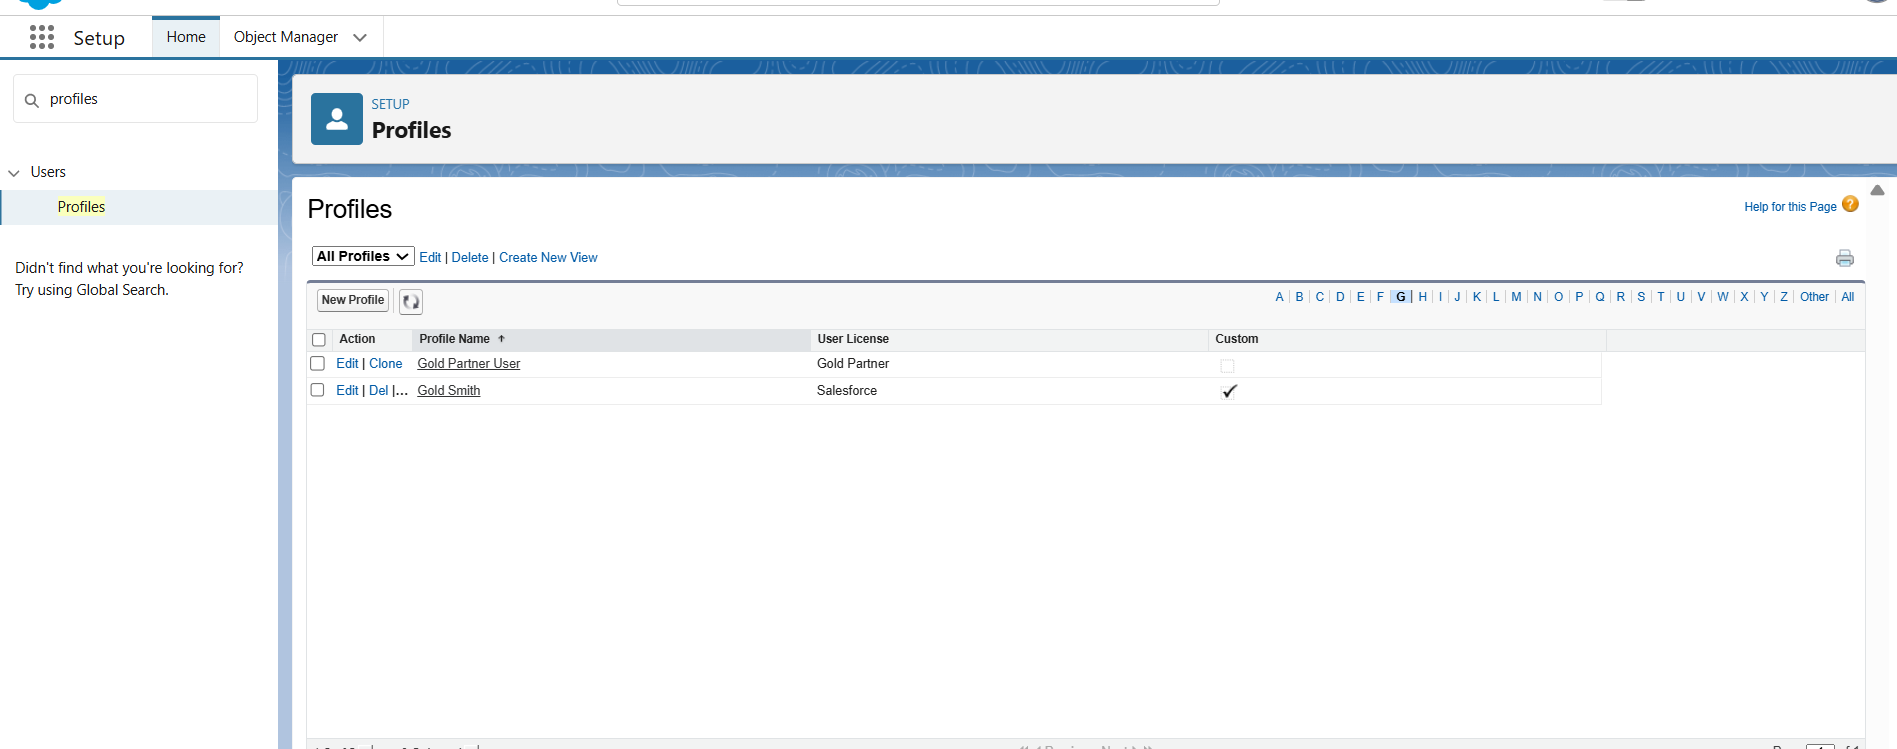 Setup
Home
Object Manager
profiles
Users
Profiles
Didn't find what you're looking for?
Try using Global Search.
SETUP
Profiles
Profiles
Help for this Page ?
All Profiles Edit | Delete | Create New View
New Profile
A | B | C | D | E | F | G | H | I | J | K | L | M | N | O | P | Q | R | S | T | U | V | W | X | Y | Z | Other | All
Action Profile Name User License Custom
Edit | Clone Gold Partner User Gold Partner
Edit | Del |... Gold Smith Salesforce